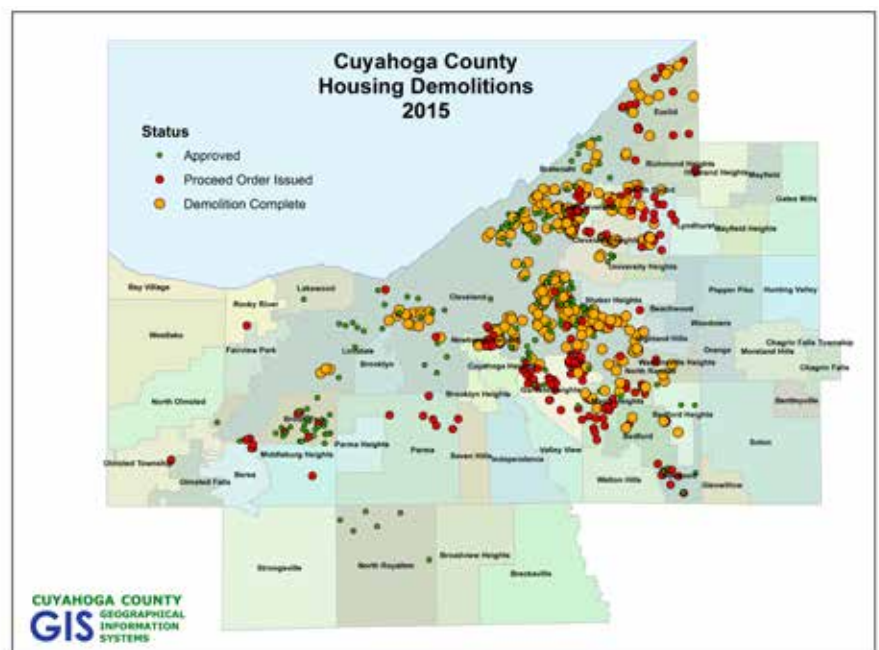 Cuyahoga County
Housing Demolitions
2015
Status
Approved
Proceed Order Issued
Demolition Complete
Euclid
Richmond Heights
Mayfield
Gates Mills
Lyndhurst
Mayfield Heights
University Heights
Bay Village
Lakewood
Rocky River
Cleveland
Shaker Heights
Beachwood
Pepper Pike
Hunting Valley
Westlake
Fairview Park
Linndale
Brooklyn
Woodmere
Orange
Moreland Hills
Chagrin Falls Township
Chagrin Falls
Cuyahoga Heights
North Randall
North Olmsted
Brooklyn Heights
Bentleyville
Bedford Heights
Parma Heights
Parma
Bedford
Solon
Middleburg Heights
Seven Hills
Independence
Valley View
Olmsted Township
Olmsted Falls
Berea
Walton Hills
Glenwillow
Strongsville
North Royalton
Broadview Heights
Brecksville
CUYAHOGA COUNTY
GIS GEOGRAPHICAL
INFORMATION
SYSTEMS